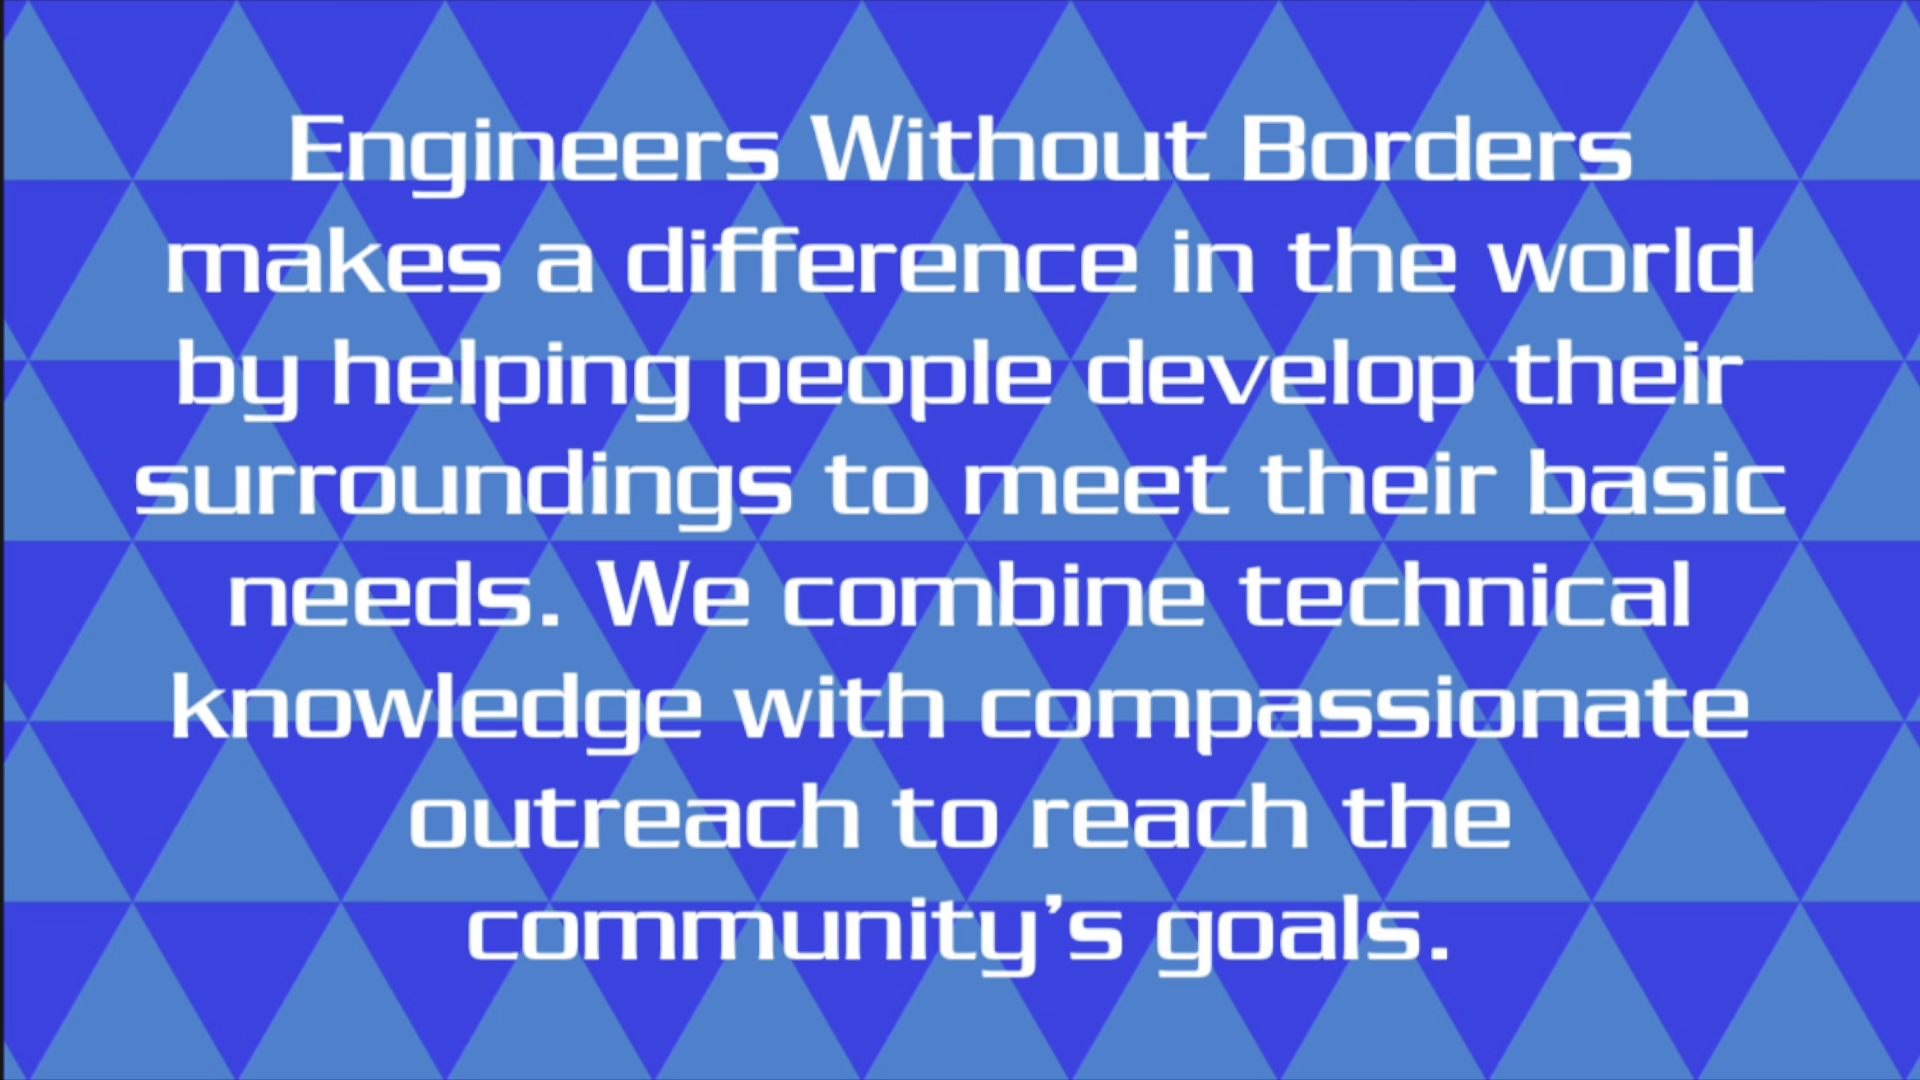 Engineers Without Borders
makes a difference in the world
by helping people develop their
surroundings to meet their basic
needs. We combine technical
knowledge with compassionate
outreach to reach the
community’s goals.